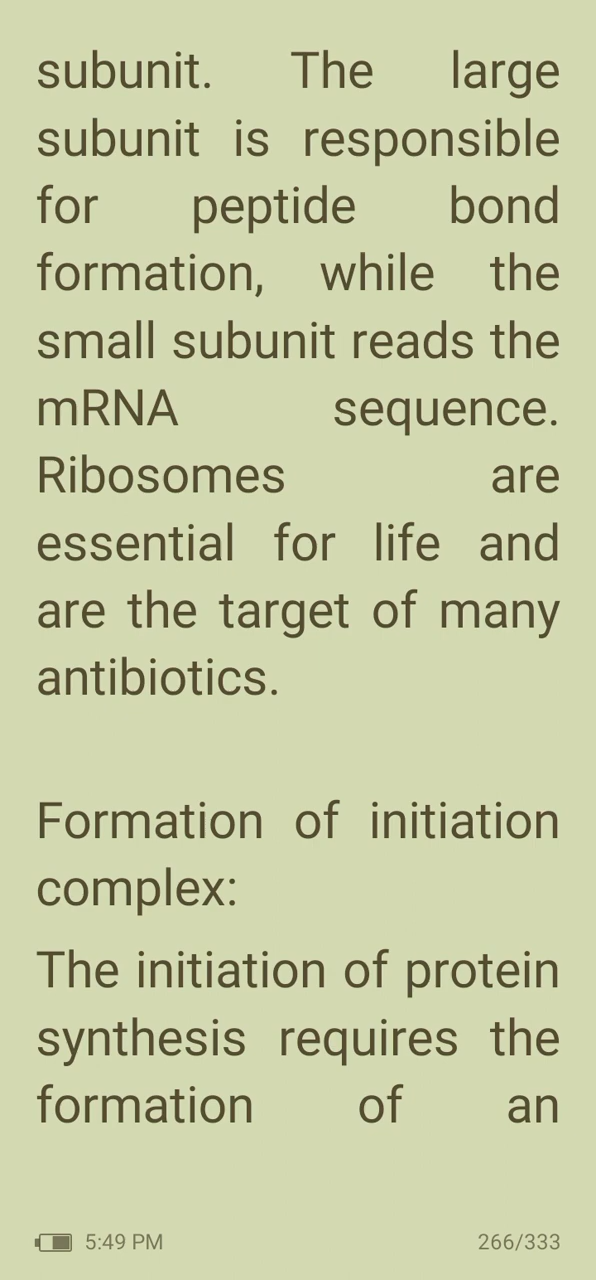 subunit. The large
subunit is responsible
for peptide bond
formation, while the
small subunit reads the
mRNA sequence.
Ribosomes are
essential for life and
are the target of many
antibiotics.
Formation of initiation
complex:
The initiation of protein
synthesis requires the
formation of an
5:49 PM 266/333